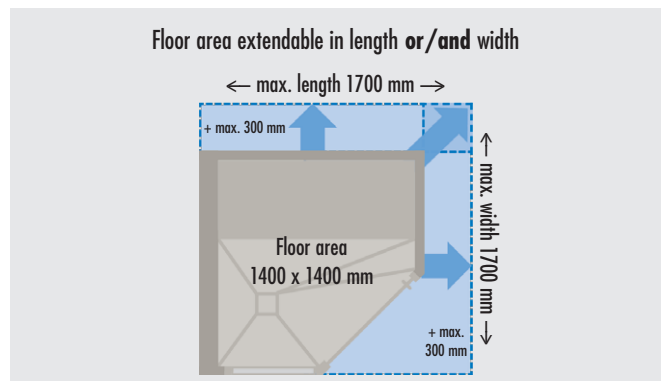 Floor area extendable in length or/and width
← max. length 1700 mm →
+ max. 300 mm
← max. width 1700 mm →
Floor area
1400 x 1400 mm
+ max.
300 mm